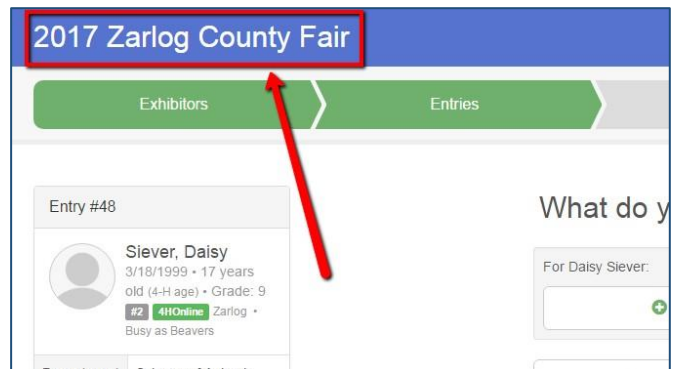 2017 Zarlog County Fair
Exhibitors
Entries
Entry #48
Siever, Daisy
3/18/1999 • 17 years
old (4-H age) • Grade: 9
#2 4HOnline Zarlog •
Busy as Beavers
What do y
For Daisy Siever: